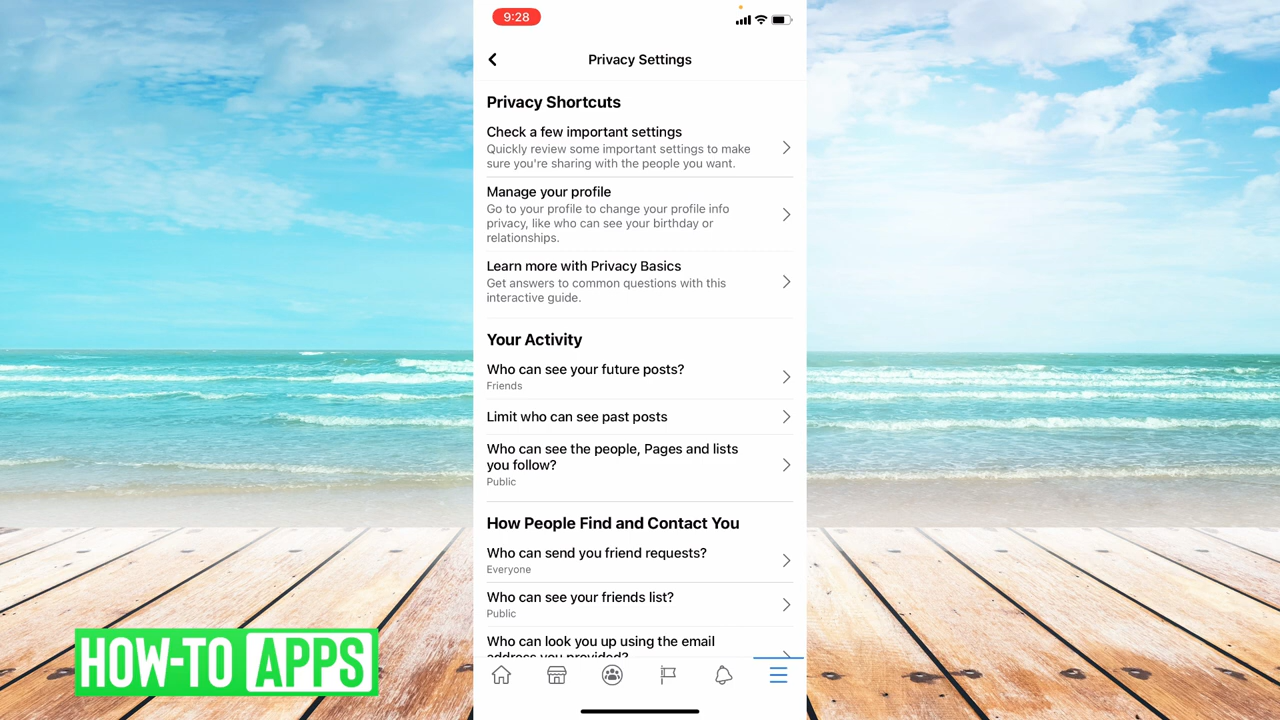 9:28
Privacy Settings
Privacy Shortcuts
Check a few important settings
Quickly review some important settings to make
sure you're sharing with the people you want.
Manage your profile
Go to your profile to change your profile info
privacy, like who can see your birthday or
relationships.
Learn more with Privacy Basics
Get answers to common questions with this
interactive guide.
Your Activity
Who can see your future posts?
Friends
Limit who can see past posts
Who can see the people, Pages and lists
you follow?
Public
How People Find and Contact You
Who can send you friend requests?
Everyone
Who can see your friends list?
Public
Who can look you up using the email
address you provided?
HOW-TO APPS